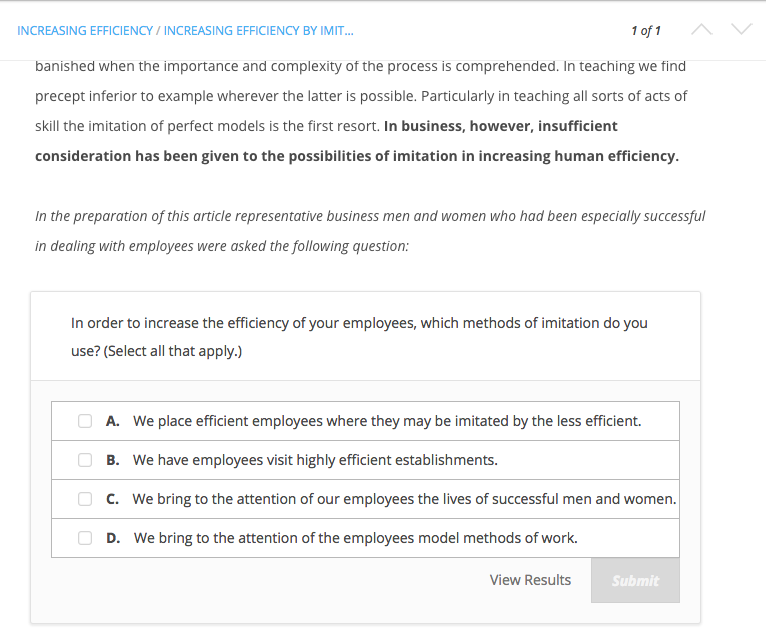 INCREASING EFFICIENCY / INCREASING EFFICIENCY BY IMIT...
1 of 1
banished when the importance and complexity of the process is comprehended. In teaching we find
precept inferior to example wherever the latter is possible. Particularly in teaching all sorts of acts of
skill the imitation of perfect models is the first resort. In business, however, insufficient
consideration has been given to the possibilities of imitation in increasing human efficiency.
In the preparation of this article representative business men and women who had been especially successful
in dealing with employees were asked the following question:
In order to increase the efficiency of your employees, which methods of imitation do you
use? (Select all that apply.)
A. We place efficient employees where they may be imitated by the less efficient.
B. We have employees visit highly efficient establishments.
C. We bring to the attention of our employees the lives of successful men and women.
D. We bring to the attention of the employees model methods of work.
View Results Submit